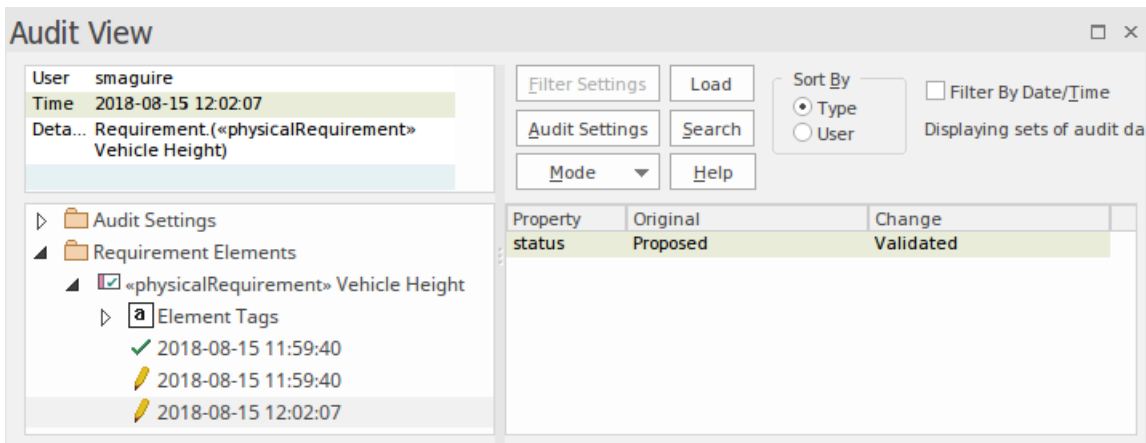 Audit View
User smaguire
Time 2018-08-15 12:02:07
Deta... Requirement.(«physicalRequirement»
Vehicle Height)
Filter Settings Load
Audit Settings Search
Mode Help
Sort By
Type
User
Filter By Date/Time
Displaying sets of audit da
Audit Settings
Requirement Elements
«physicalRequirement» Vehicle Height
a Element Tags
2018-08-15 11:59:40
2018-08-15 11:59:40
2018-08-15 12:02:07
Property Original Change
status Proposed Validated